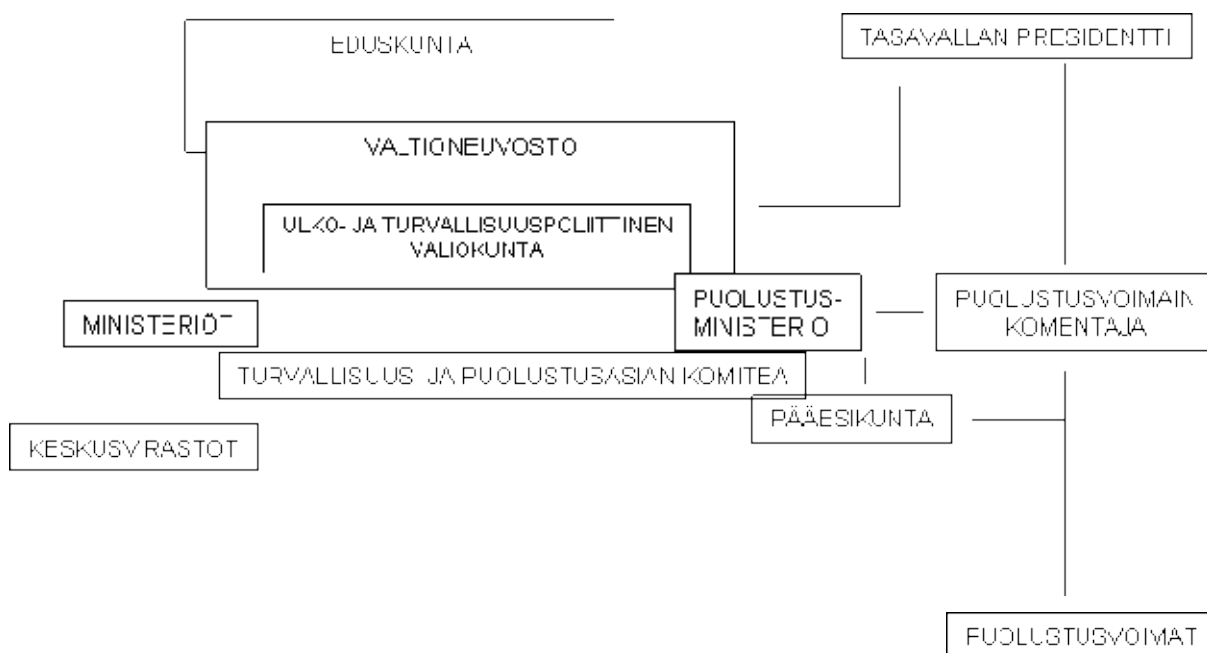 EDUSKUNTA
TASAVALLAN PRESIDENTTI
VALTIONEUVOSTO
ULKO- JA TURVALLISUUSPOLIITTINEN
VALIOKUNTA
PUOLUSTUS-
MINISTERIÖ
PUOLUSTUSVOIMAIN
KOMENTAJA
MINISTERIÖT
TURVALLISUUS- JA PUOLUSTUSASIAN KOMITEA
PÄÄESIKUNTA
KESKUSVIRASTOT
PUOLUSTUSVOIMAT